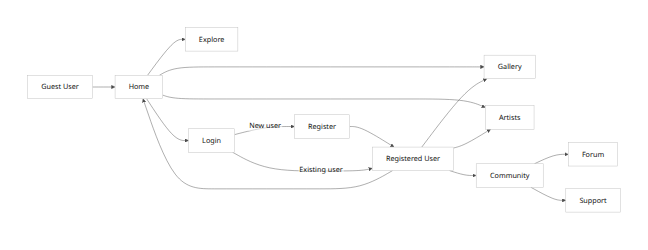 Explore
Gallery
Guest User
Home
Artists
New user
Register
Login
Registered User
Forum
Existing user
Community
Support